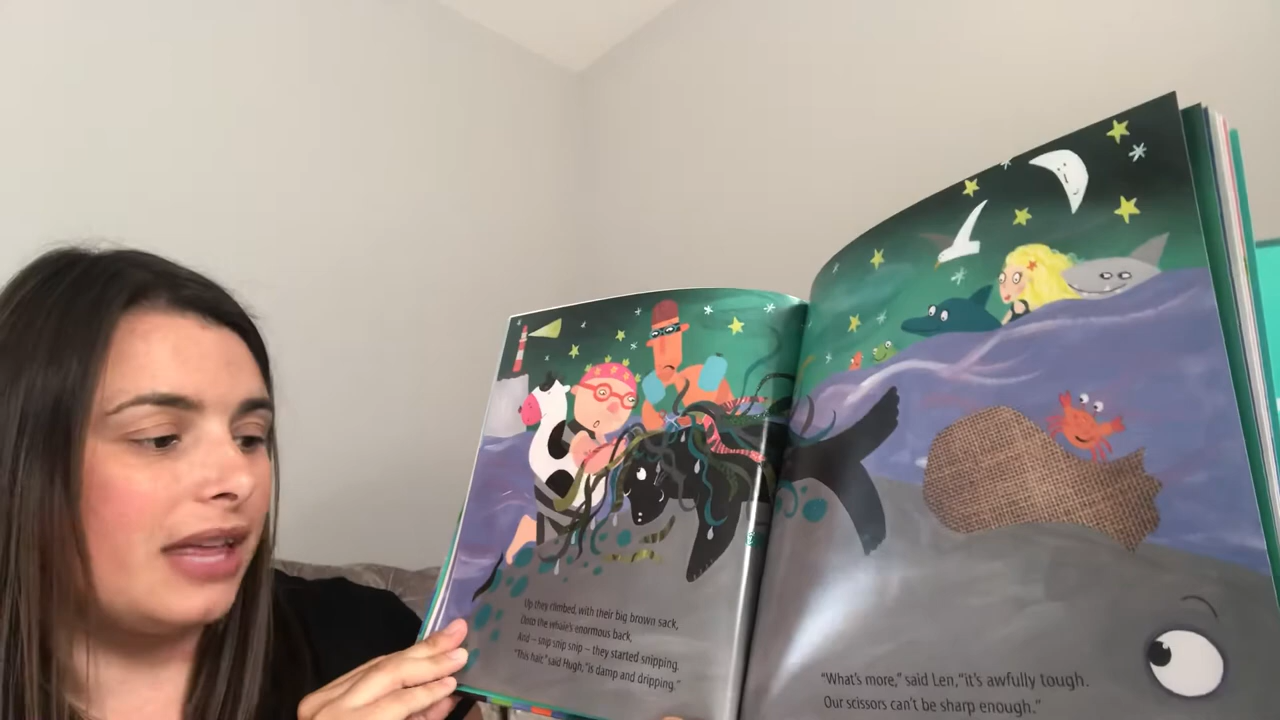 Up they climbed, with their big brown sack,
Onto the whale's enormous back,
And – snip snip snip – they started snipping.
"This hair," said Hugh, "is damp and dripping."
"What's more," said Len, "it's awfully tough.
Our scissors can't be sharp enough."